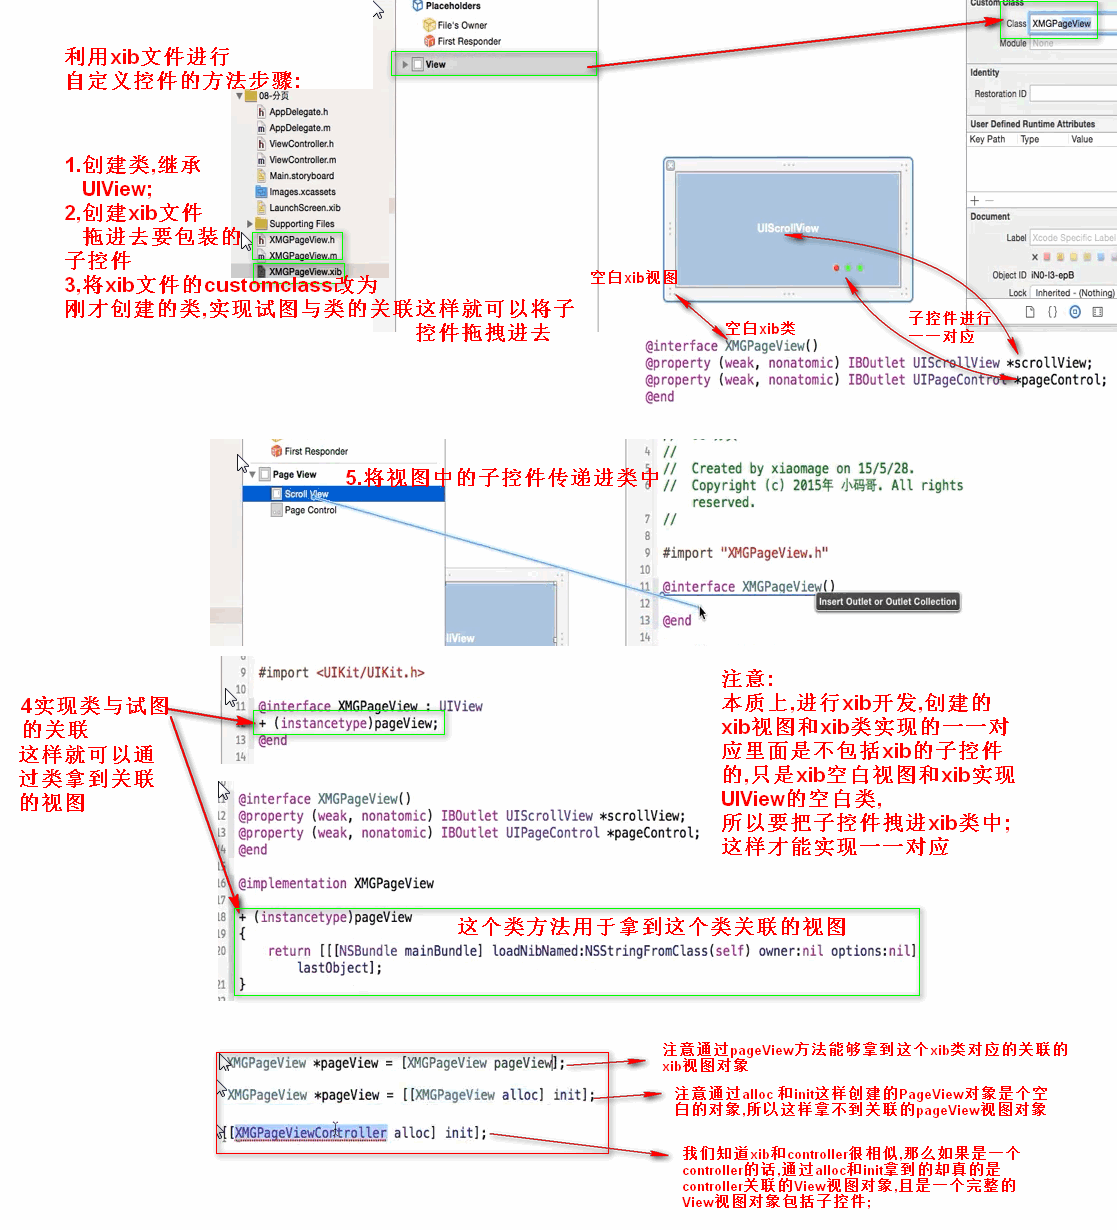 Placeholders
File's Owner
First Responder
View
Custom Class
Class
XMGPageView
Module
None
Identity
Restoration ID
User Defined Runtime Attributes
Key Path Type Value
Document
Label Xcode Specific Label
Object ID iN0-l3-epB
Lock Inherited - (Nothing)
利用xib文件进行
自定义控件的方法步骤:
08-分页
AppDelegate.h
AppDelegate.m
ViewController.h
ViewController.m
Main.storyboard
Images.xcassets
LaunchScreen.xib
Supporting Files
XMGPageView.h
XMGPageView.m
XMGPageView.xib
1.创建类,继承
UIView;
2,创建xib文件
拖进去要包装的
子控件
3,将xib文件的customclass改为
刚才创建的类,实现试图与类的关联这样就可以将子
控件拖拽进去
UIScrollView
空白xib视图
空白xib类
子控件进行
一一对应
@interface XMGPageView()
@property (weak, nonatomic) IBOutlet UIScrollView *scrollView;
@property (weak, nonatomic) IBOutlet UIPageControl *pageControl;
@end
First Responder
Page View
Scroll View
Page Control
5.将视图中的子控件传递进类中
llView
4 //
5 // Created by xiaomage on 15/5/28.
6 // Copyright (c) 2015年 小码哥. All rights
reserved.
7 //
8
9 #import "XMGPageView.h"
10
11 @interface XMGPageView()
12
Insert Outlet or Outlet Collection
13 @end
14
9 #import <UIKit/UIKit.h>
10
11 @interface XMGPageView : UIView
+ (instancetype)pageView;
13 @end
14
4实现类与试图
的关联
这样就可以通
过类拿到关联
的视图
注意:
本质上,进行xib开发,创建的
xib视图和xib类实现的一一对
应里面是不包括xib的子控件
的,只是xib空白视图和xib实现
UIView的空白类,
所以要把子控件拽进xib类中;
这样才能实现一一对应
@interface XMGPageView()
12 @property (weak, nonatomic) IBOutlet UIScrollView *scrollView;
13 @property (weak, nonatomic) IBOutlet UIPageControl *pageControl;
14 @end
15
16 @implementation XMGPageView
17
18 + (instancetype)pageView
这个类方法用于拿到这个类关联的视图
19 {
20 return [[[NSBundle mainBundle] loadNibNamed:NSStringFromClass(self) owner:nil options:nil]
lastObject];
21 }
XMGPageView *pageView = [XMGPageView pageView];
注意通过pageView方法能够拿到这个xib类对应的关联的
xib视图对象
XMGPageView *pageView = [[XMGPageView alloc] init];
注意通过alloc 和init这样创建的PageView对象是个空
白的对象,所以这样拿不到关联的pageView视图对象
[[XMGPageViewController alloc] init];
我们知道xib和controller很相似,那么如果是一个
controller的话,通过alloc和init拿到的却真的是
controller关联的View视图对象,且是一个完整的
View视图对象包括子控件;